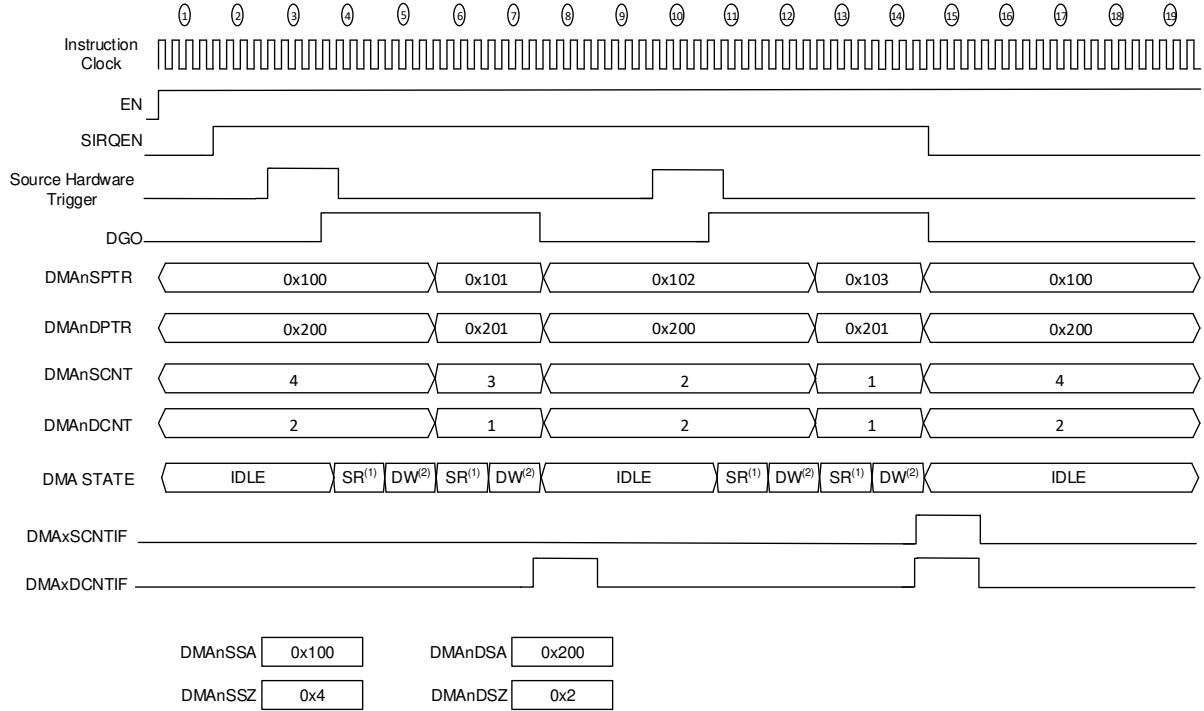 1 2 3 4 5 6 7 8 9 10 11 12 13 14 15 16 17 18 19
Instruction
Clock
EN
SIRQEN
Source Hardware
Trigger
DGO
DMAnSPTR 0x100 0x101 0x102 0x103 0x100
DMAnDPTR 0x200 0x201 0x200 0x201 0x200
DMAnSCNT 4 3 2 1 4
DMAnDCNT 2 1 2 1 2
DMA STATE IDLE SR(1) DW(2) SR(1) DW(2) IDLE SR(1) DW(2) SR(1) DW(2) IDLE
DMAxSCNTIF
DMAxDCNTIF
DMAnSSA 0x100 DMAnDSA 0x200
DMAnSSZ 0x4 DMAnDSZ 0x2